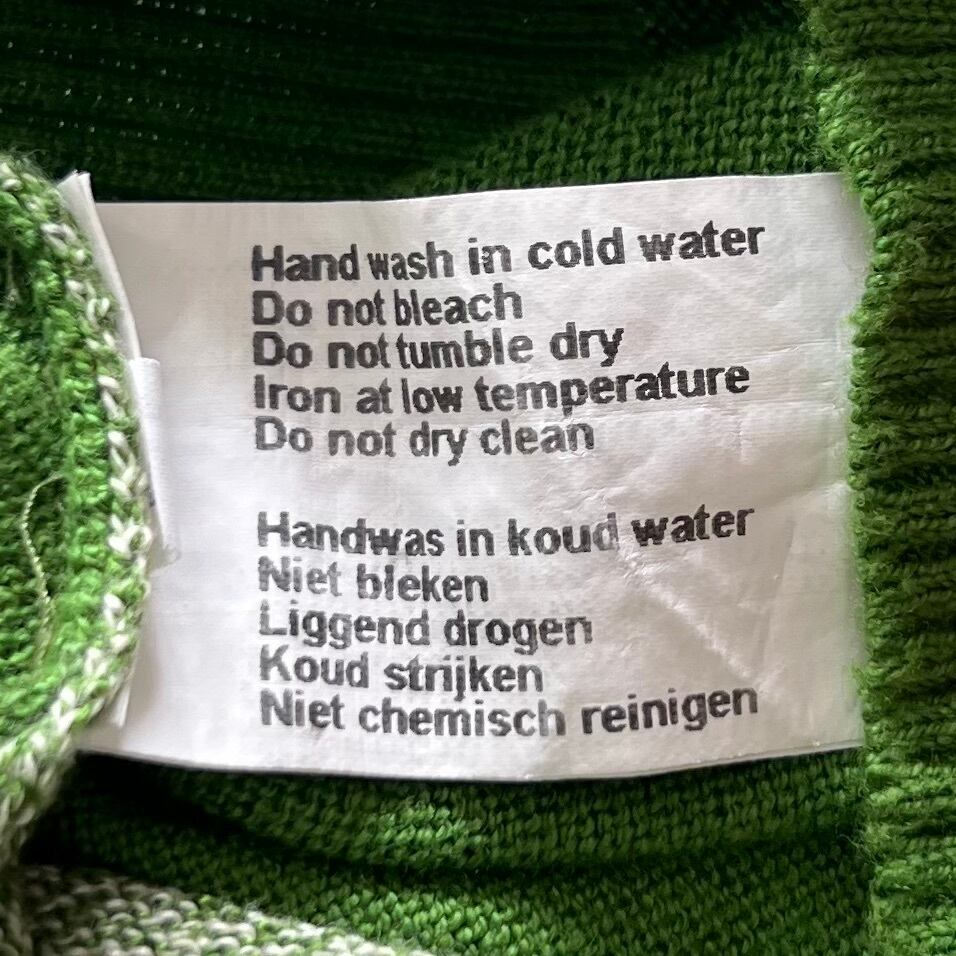 Hand wash in cold water
Do not bleach
Do not tumble dry
Iron at low temperature
Do not dry clean
Handwas in koud water
Niet bleken
Liggend drogen
Koud strijken
Niet chemisch reinigen